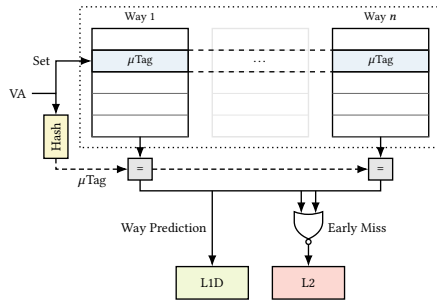 Way 1
Way n
Set
μTag
...
μTag
VA
Hash
=
=
μTag
Way Prediction
Early Miss
L1D
L2